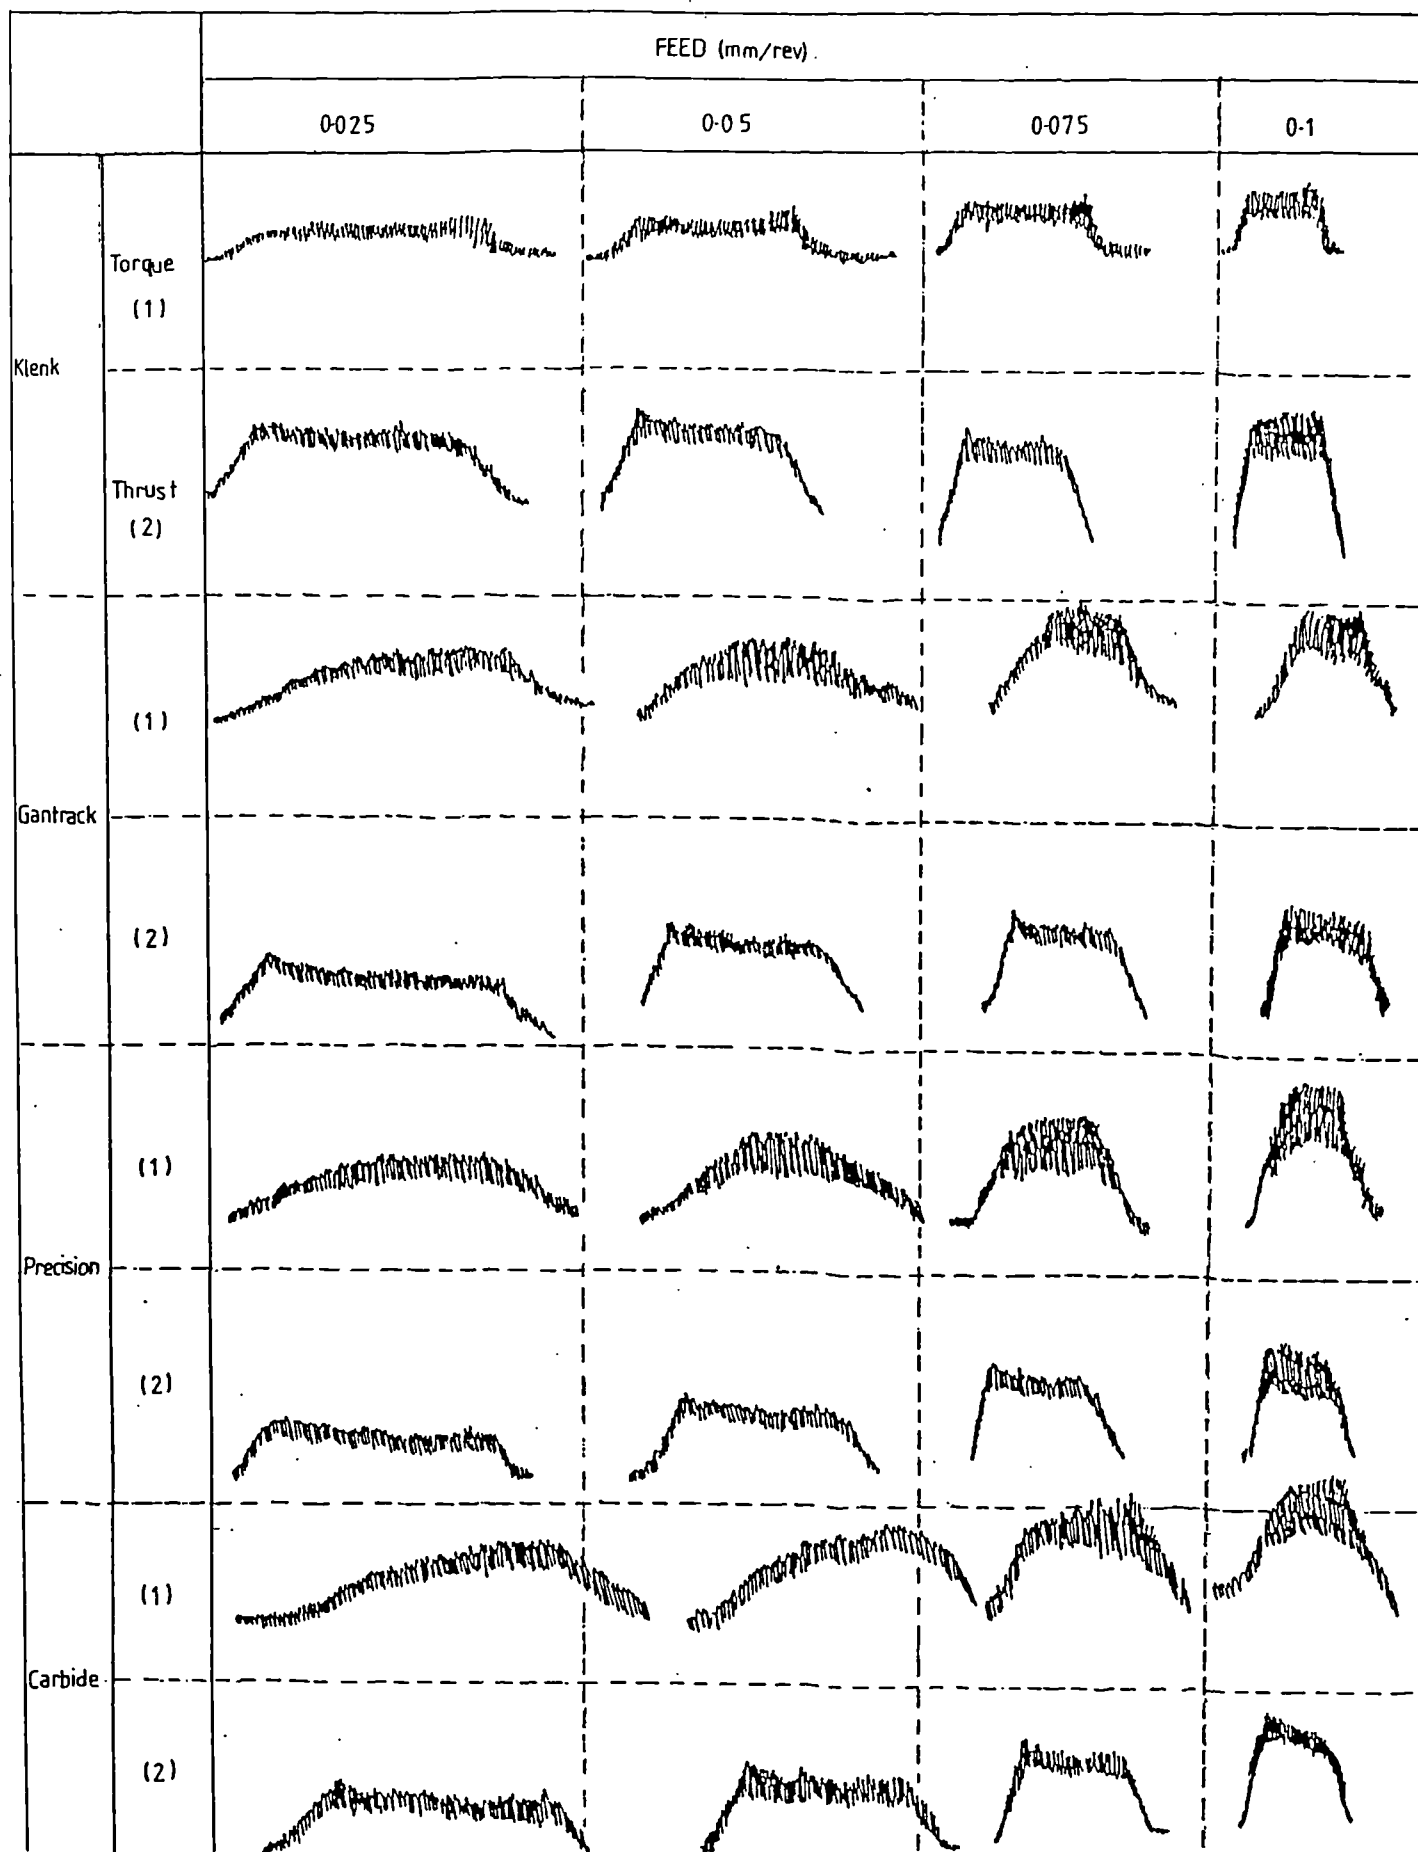 FEED (mm/rev).
0·025 0·05 0·075 0·1
Klenk
Torque
(1)
Thrust
(2)
Gantrack
(1)
(2)
Precision
(1)
(2)
Carbide
(1)
(2)